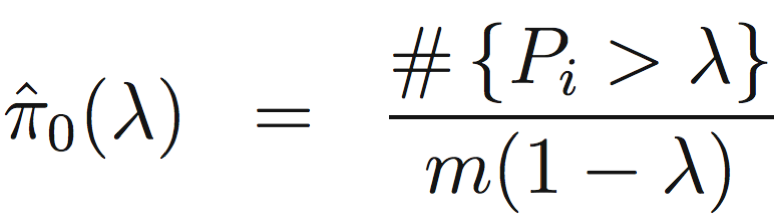 π̂₀(λ) = # {Pᵢ > λ} / m(1 − λ)